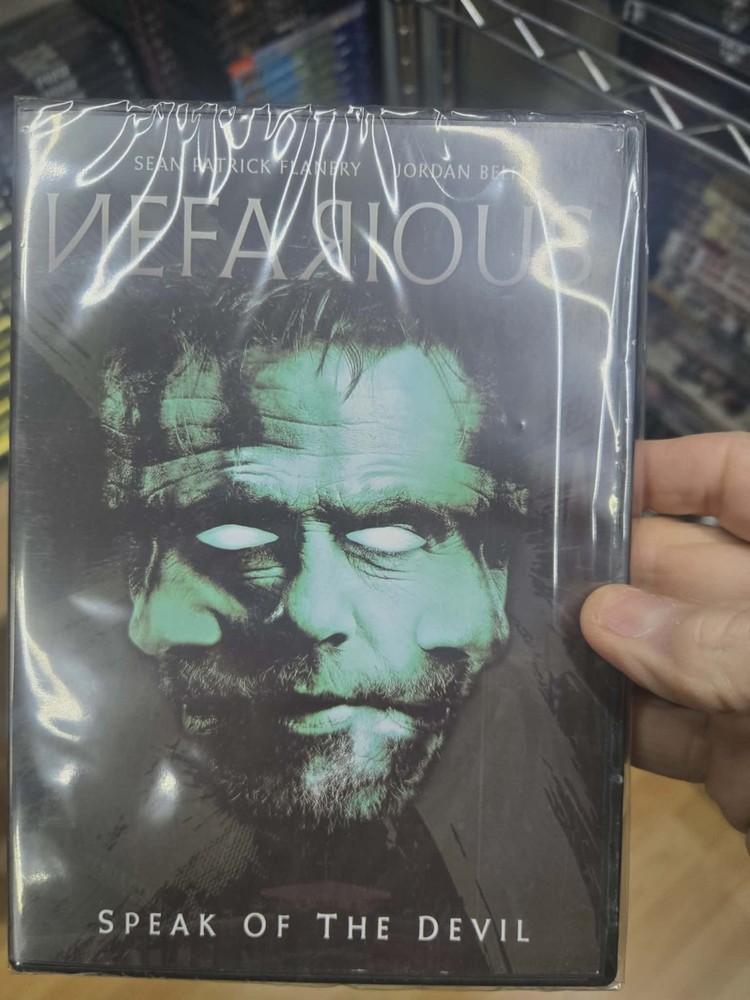 SEAN PATRICK FLANERY JORDAN
NEFARIOUS
SPEAK OF THE DEVIL